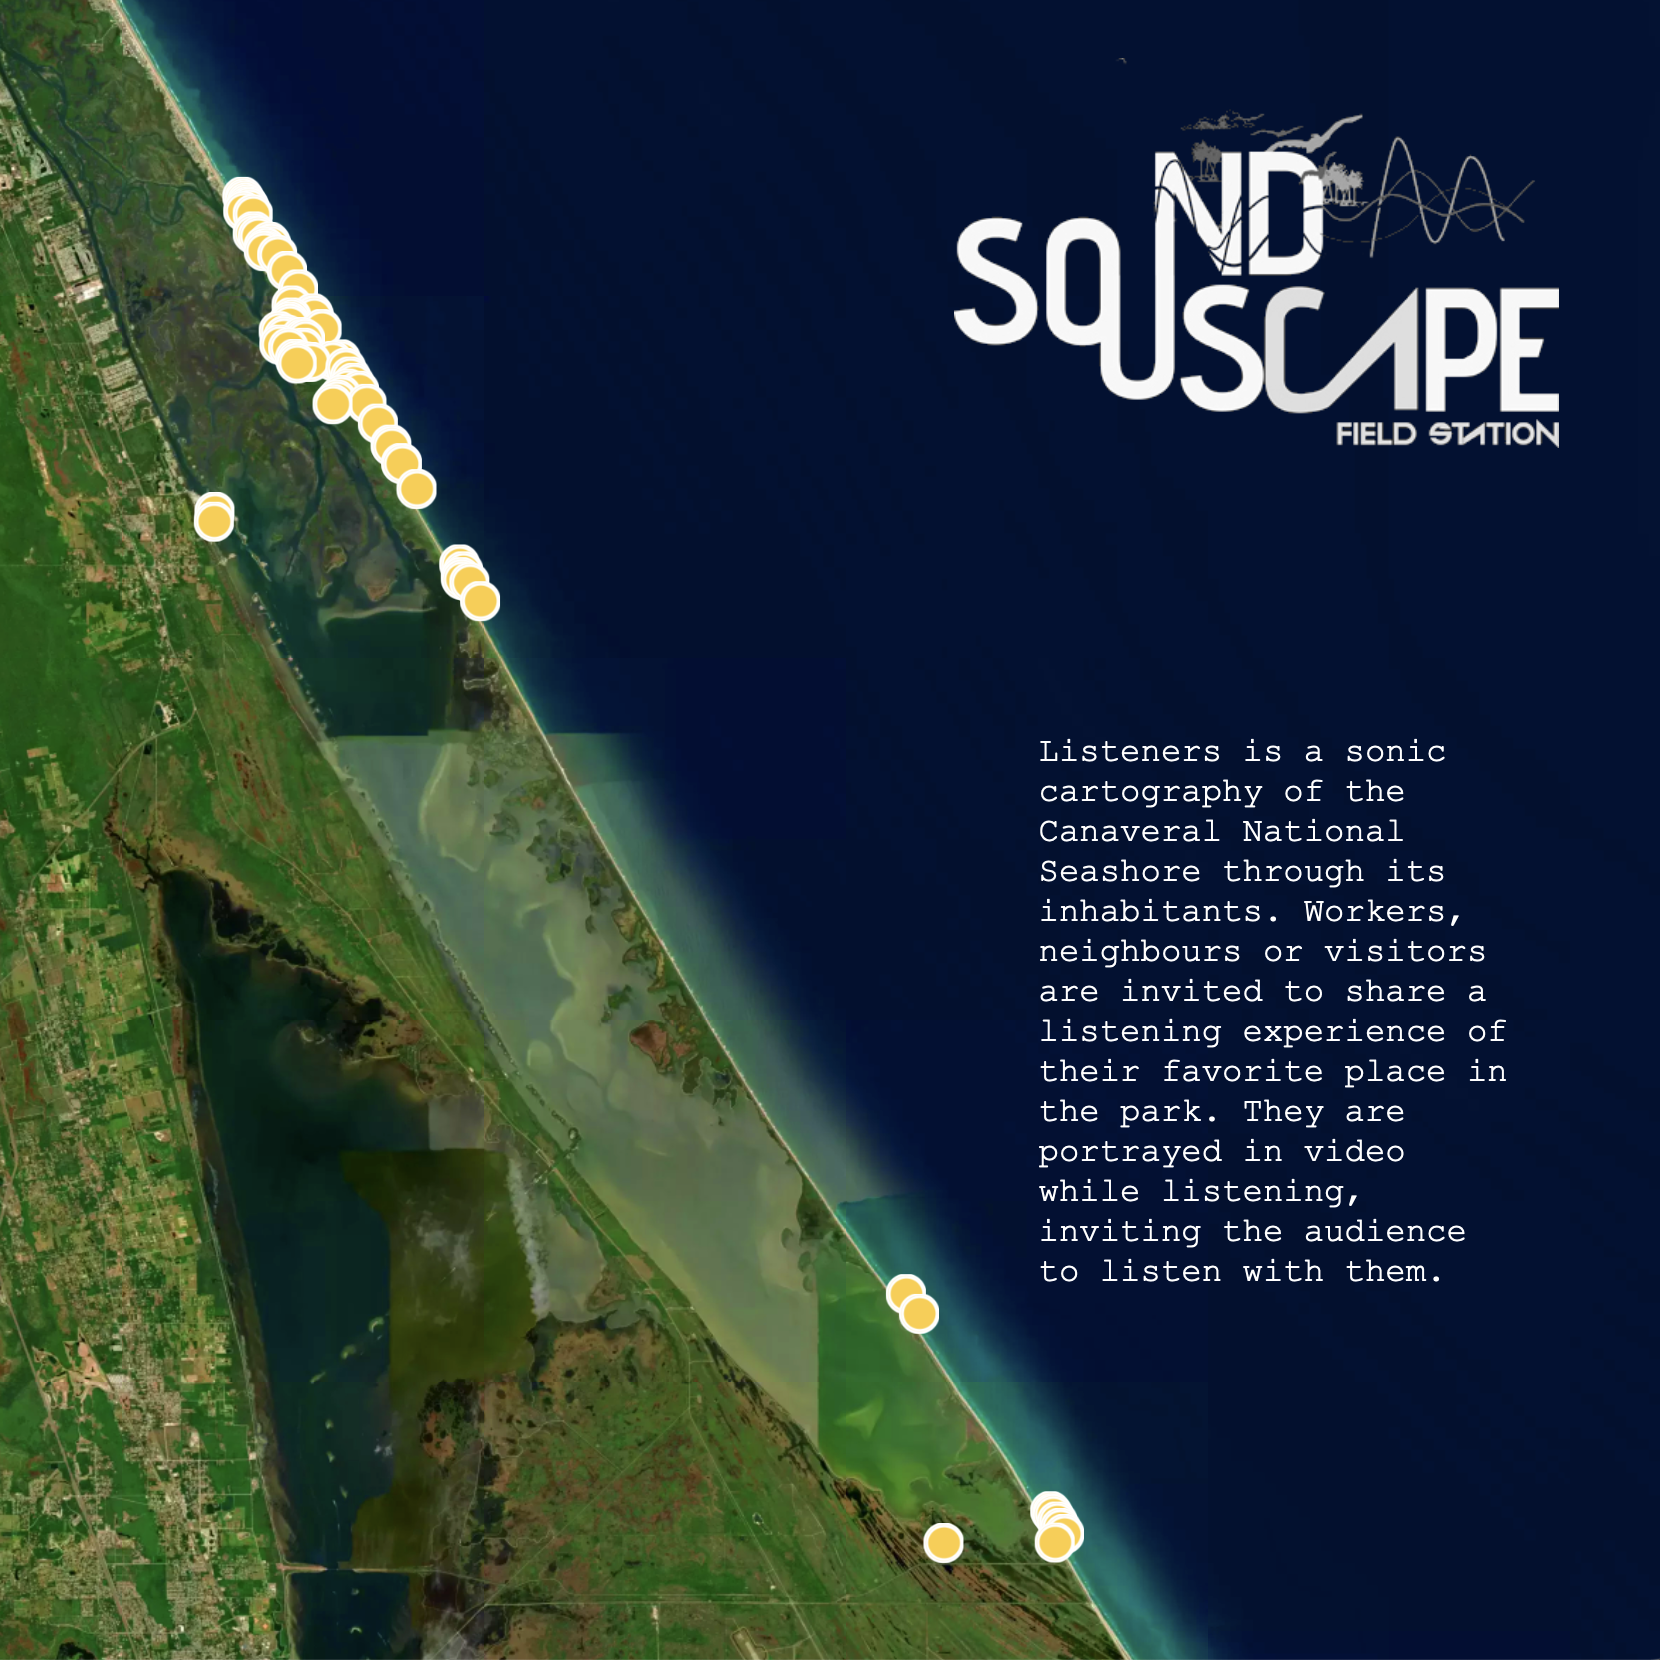 SOUNDSCAPE
FIELD STATION
Listeners is a sonic
cartography of the
Canaveral National
Seashore through its
inhabitants. Workers,
neighbours or visitors
are invited to share a
listening experience of
their favorite place in
the park. They are
portrayed in video
while listening,
inviting the audience
to listen with them.